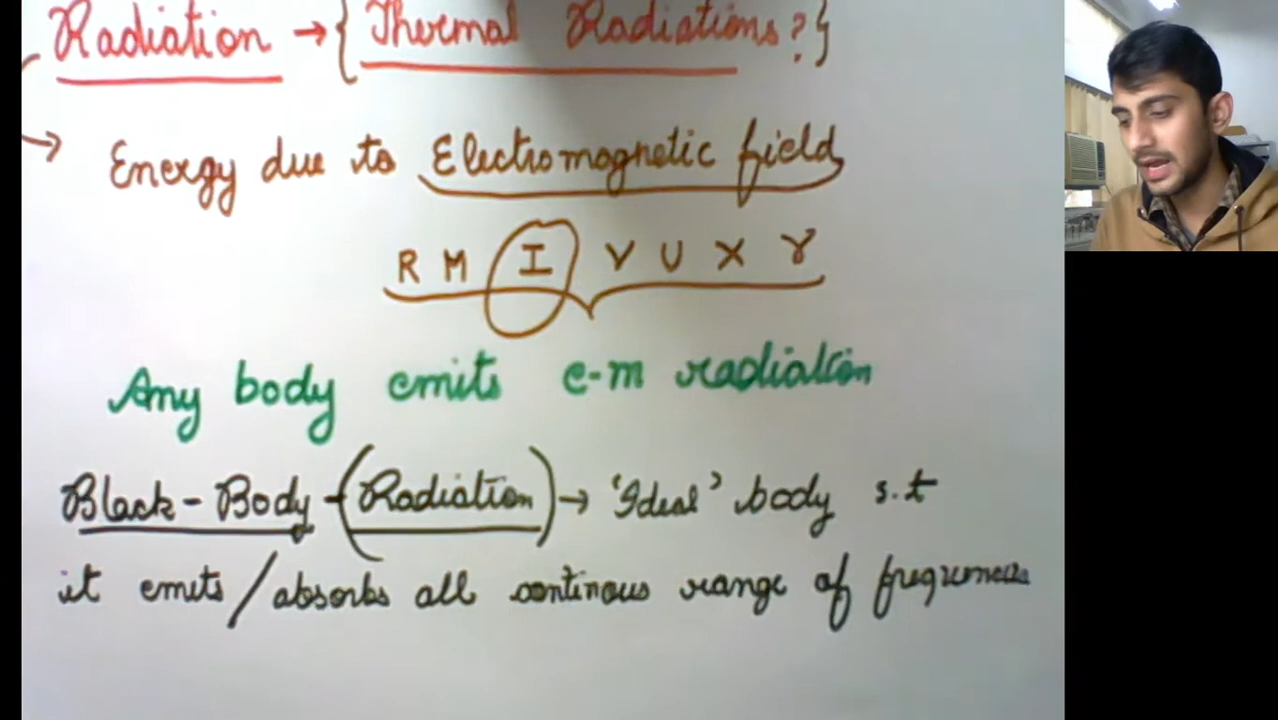 Radiation → { Thermal Radiations? }
→ Energy due to Electromagnetic field
R M I V U X γ
Any body emits e-m radiation
Black-Body-(Radiation) → 'Ideal' body s.t
it emits / absorbs all continous range of frequencies